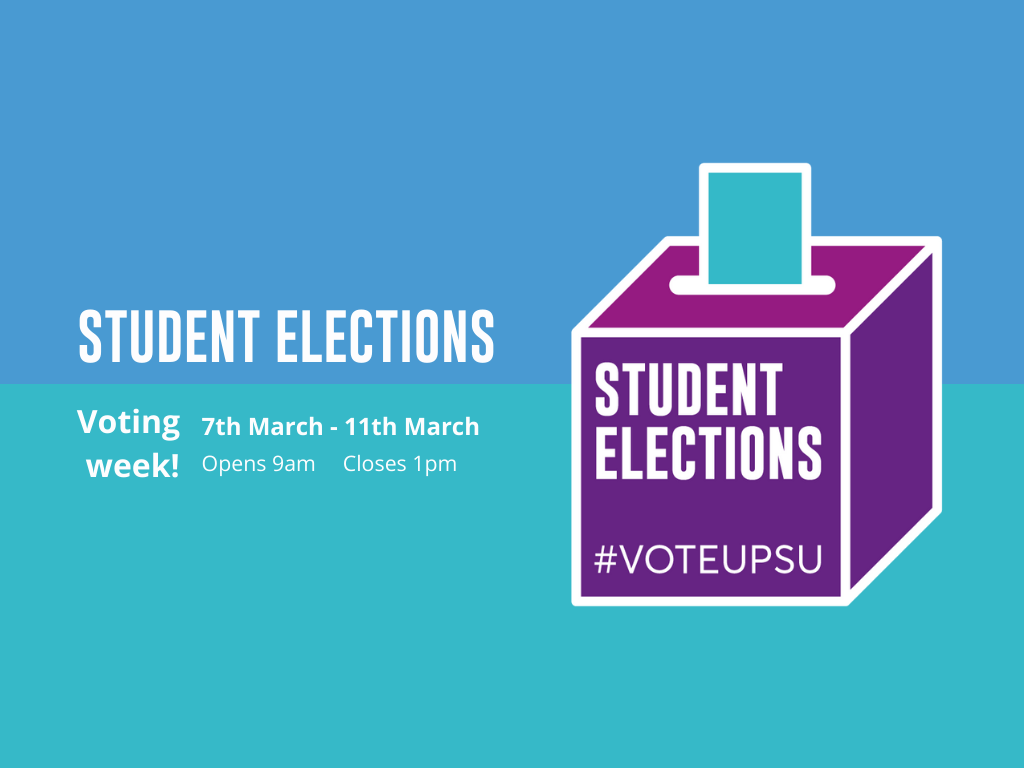 STUDENT ELECTIONS
Voting
week!
7th March - 11th March
Opens 9am Closes 1pm
STUDENT
ELECTIONS
#VOTEUPSU